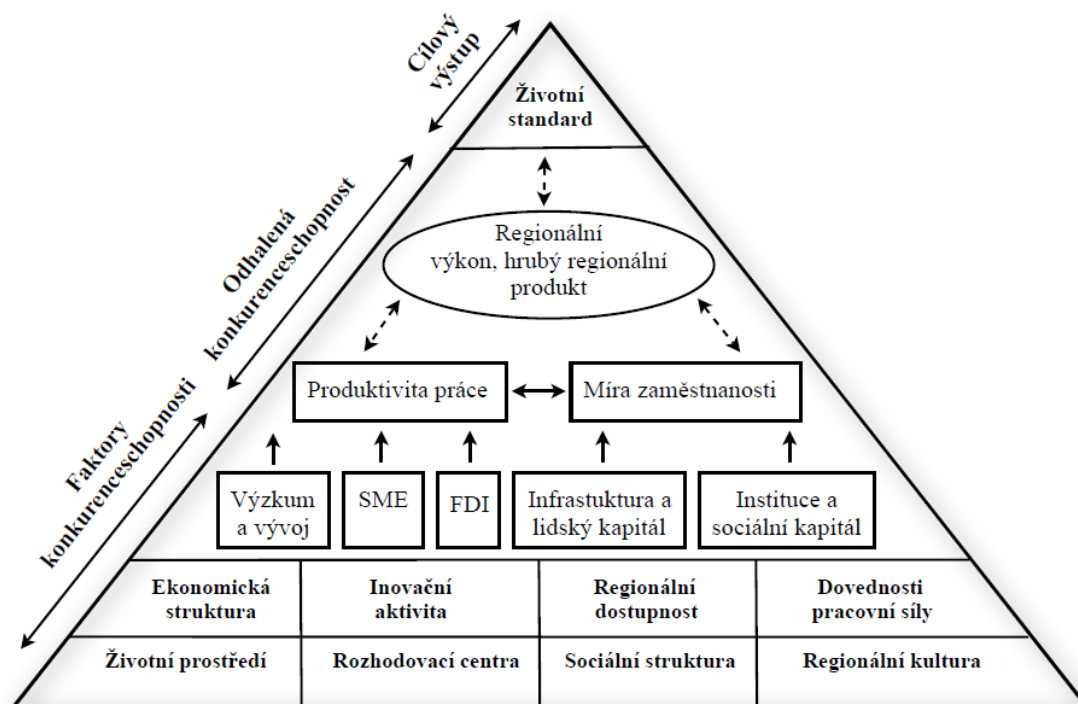 Cílový
výstup
Životní
standard
Odhalená
konkurenceschopnost
Regionální
výkon, hrubý regionální
produkt
Produktivita práce
Míra zaměstnanosti
Faktory
konkurenceschopnosti
Výzkum
a vývoj
SME
FDI
Infrastuktura a
lidský kapitál
Instituce a
sociální kapitál
Ekonomická
struktura
Inovační
aktivita
Regionální
dostupnost
Dovednosti
pracovní síly
Životní prostředí
Rozhodovací centra
Sociální struktura
Regionální kultura